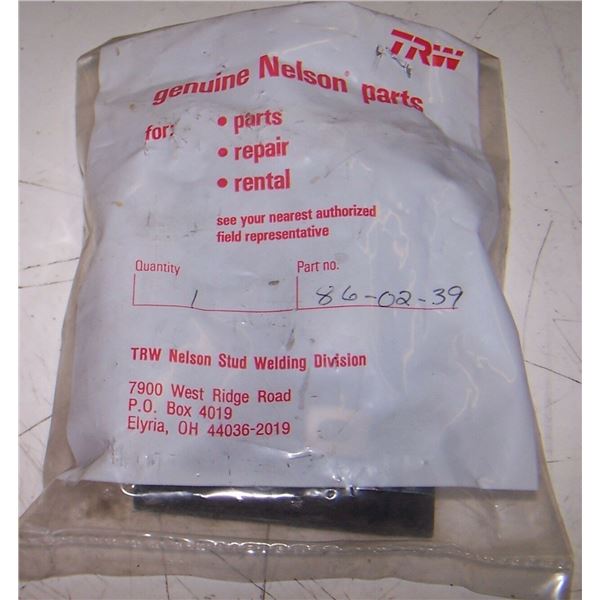 TRW
genuine Nelson® parts
for:
• parts
• repair
• rental
see your nearest authorized
field representative
Quantity
Part no.
1
86-02-39
TRW Nelson Stud Welding Division
7900 West Ridge Road
P.O. Box 4019
Elyria, OH 44036-2019